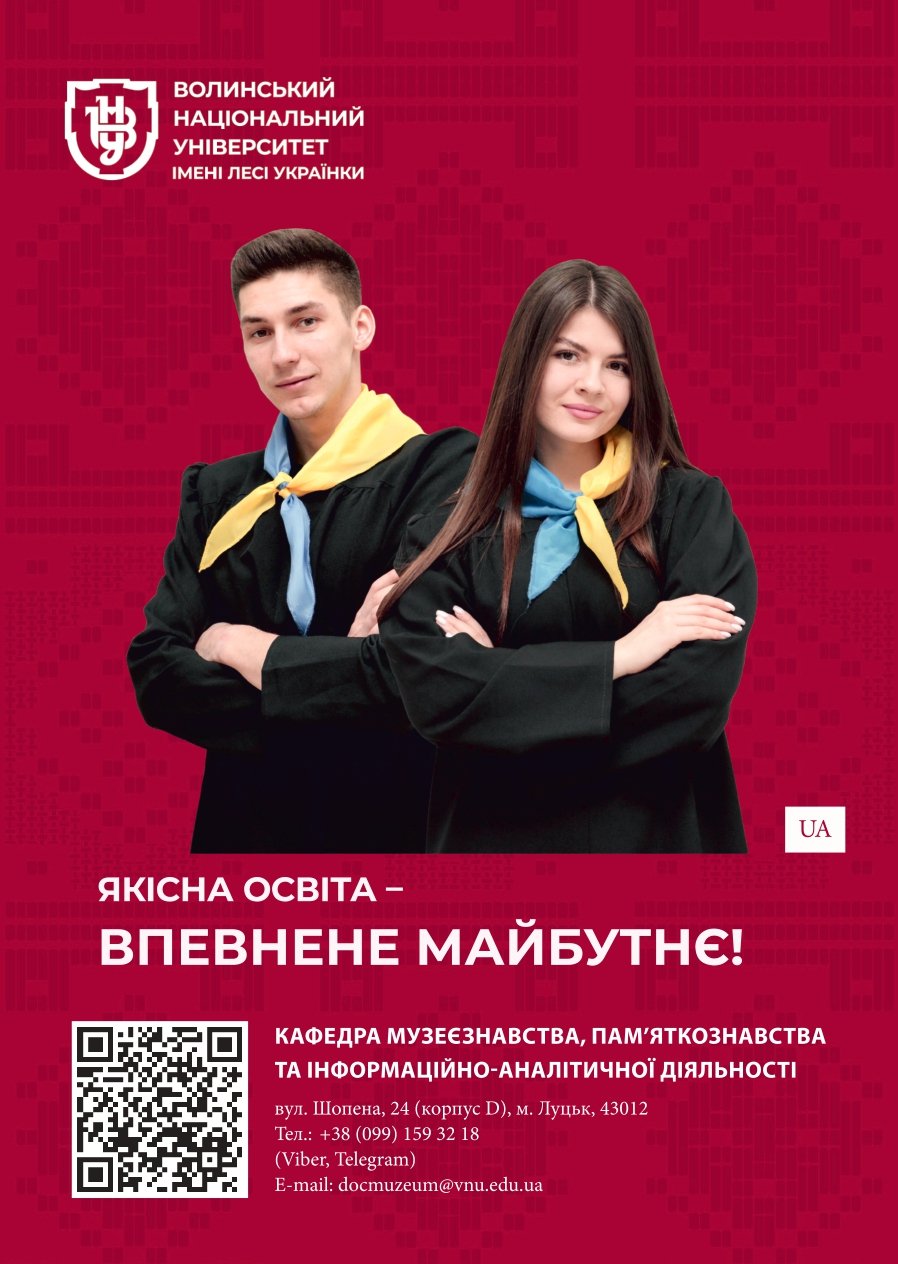 ВОЛИНСЬКИЙ
НАЦІОНАЛЬНИЙ
УНІВЕРСИТЕТ
ІМЕНІ ЛЕСІ УКРАЇНКИ
UA
ЯКІСНА ОСВІТА –
ВПЕВНЕНЕ МАЙБУТНЄ!
КАФЕДРА МУЗЕЄЗНАВСТВА, ПАМ’ЯТКОЗНАВСТВА
ТА ІНФОРМАЦІЙНО-АНАЛІТИЧНОЇ ДІЯЛЬНОСТІ
вул. Шопена, 24 (корпус D), м. Луцьк, 43012
Тел.: +38 (099) 159 32 18
(Viber, Telegram)
E-mail: docmuzeum@vnu.edu.ua